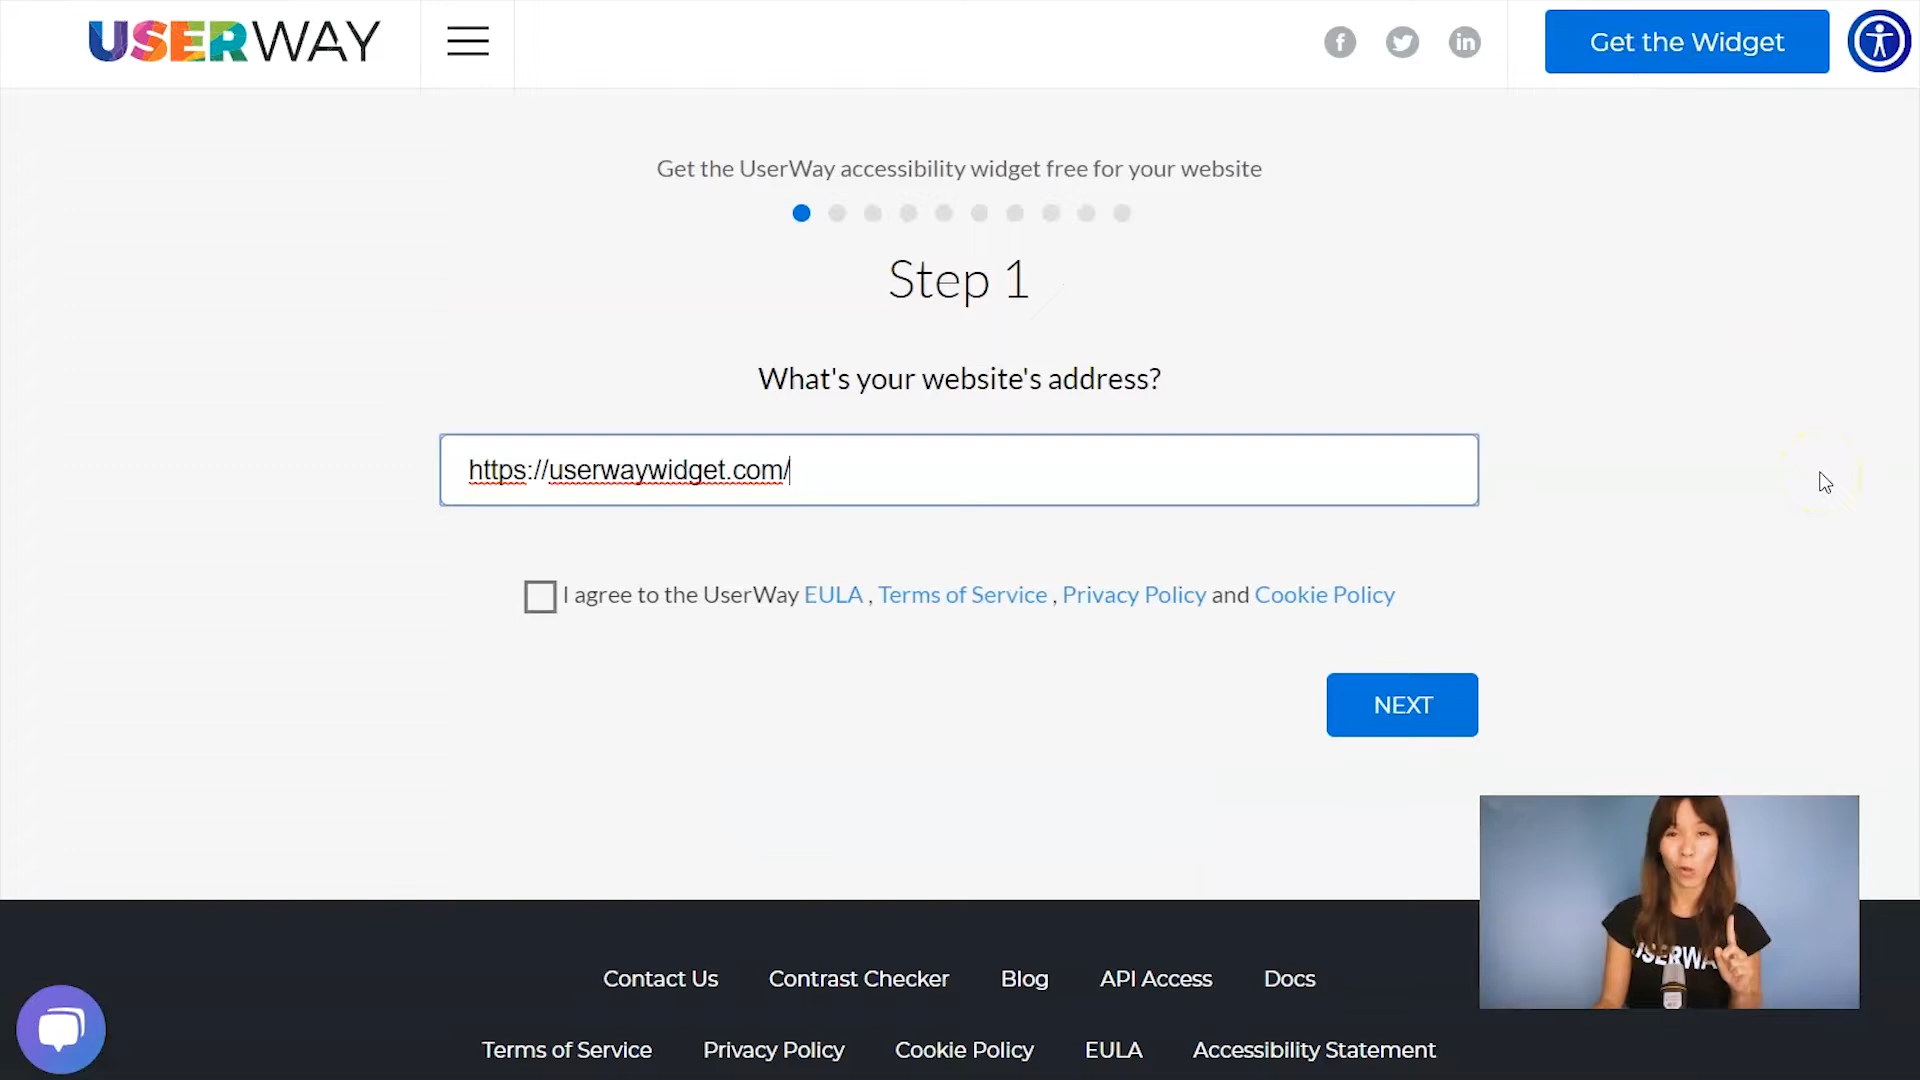 USERWAY
Get the Widget
Get the UserWay accessibility widget free for your website
Step 1
What's your website's address?
https://userwaywidget.com/
I agree to the UserWay EULA , Terms of Service , Privacy Policy and Cookie Policy
NEXT
Contact Us Contrast Checker Blog API Access Docs
Terms of Service Privacy Policy Cookie Policy EULA Accessibility Statement
USERWA